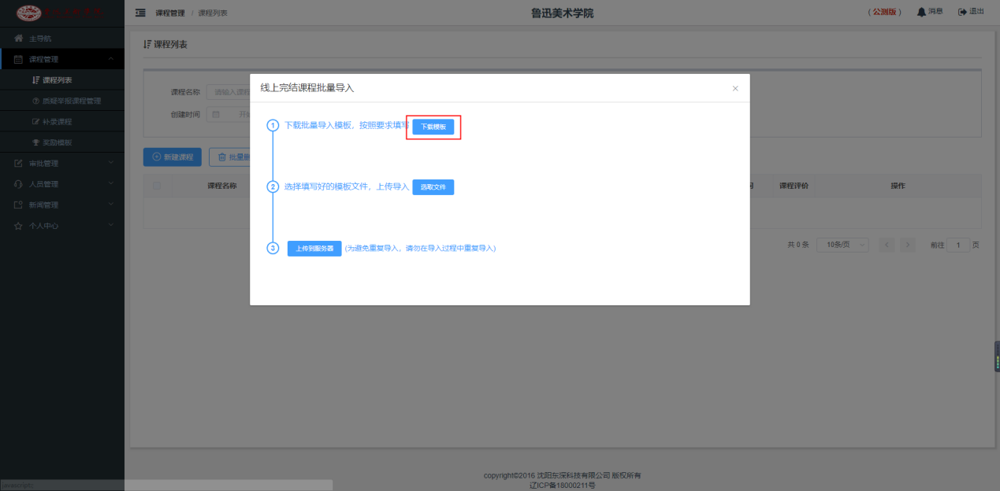 课程管理 / 课程列表
鲁迅美术学院
(公测版)
消息
退出
主导航
课程管理
课程列表
质疑举报课程管理
补录课程
奖励模板
审批管理
人员管理
新闻管理
个人中心
课程列表
课程名称 请输入课程
创建时间 开始
新建课程
批量删
课程名称
课程评价
操作
共 0 条
10条/页
前往 1 页
线上完结课程批量导入
1 下载批量导入模板，按照要求填写 下载模板
2 选择填写好的模板文件，上传导入 选取文件
3 上传到服务器 (为避免重复导入，请勿在导入过程中重复导入)
copyright©2016 沈阳东深科技有限公司 版权所有
辽ICP备18000211号